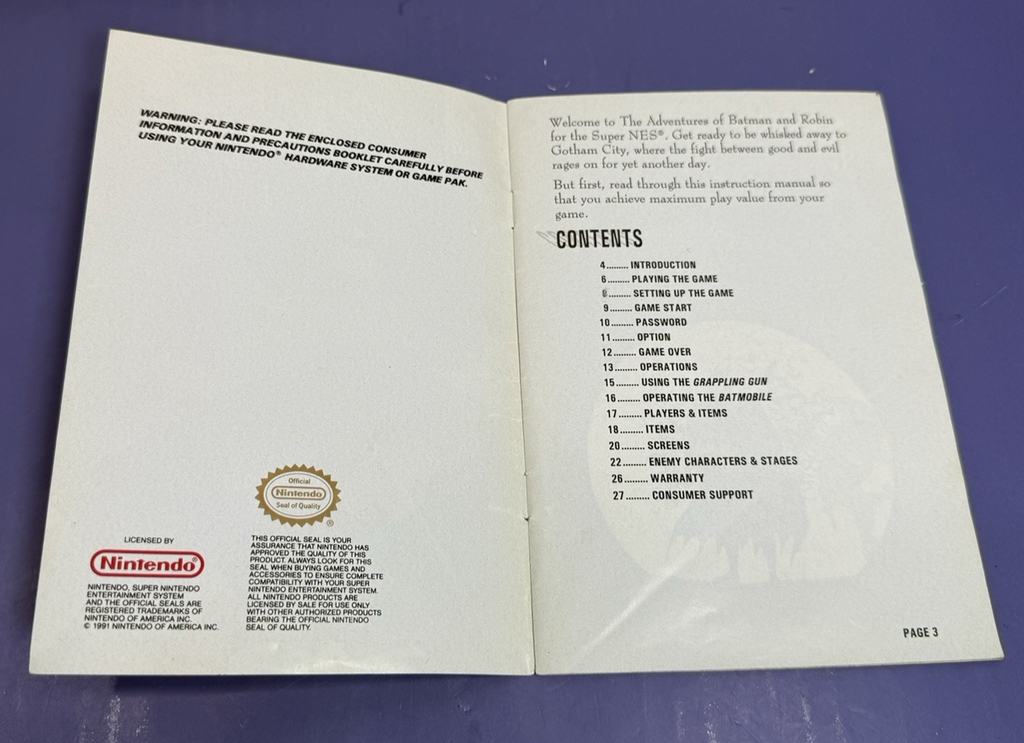 WARNING: PLEASE READ THE ENCLOSED CONSUMER
INFORMATION AND PRECAUTIONS BOOKLET CAREFULLY BEFORE
USING YOUR NINTENDO® HARDWARE SYSTEM OR GAME PAK.
Official
Nintendo
Seal of Quality
®
LICENSED BY
Nintendo®
NINTENDO, SUPER NINTENDO
ENTERTAINMENT SYSTEM
AND THE OFFICIAL SEALS ARE
REGISTERED TRADEMARKS OF
NINTENDO OF AMERICA INC.
© 1991 NINTENDO OF AMERICA INC.
THIS OFFICIAL SEAL IS YOUR
ASSURANCE THAT NINTENDO HAS
APPROVED THE QUALITY OF THIS
PRODUCT. ALWAYS LOOK FOR THIS
SEAL WHEN BUYING GAMES AND
ACCESSORIES TO ENSURE COMPLETE
COMPATIBILITY WITH YOUR SUPER
NINTENDO ENTERTAINMENT SYSTEM.
ALL NINTENDO PRODUCTS ARE
LICENSED BY SALE FOR USE ONLY
WITH OTHER AUTHORIZED PRODUCTS
BEARING THE OFFICIAL NINTENDO
SEAL OF QUALITY.
Welcome to The Adventures of Batman and Robin
for the Super NES®. Get ready to be whisked away to
Gotham City, where the fight between good and evil
rages on for yet another day.
But first, read through this instruction manual so
that you achieve maximum play value from your
game.
CONTENTS
4......... INTRODUCTION
6......... PLAYING THE GAME
8......... SETTING UP THE GAME
9......... GAME START
10......... PASSWORD
11......... OPTION
12......... GAME OVER
13......... OPERATIONS
15......... USING THE GRAPPLING GUN
16......... OPERATING THE BATMOBILE
17......... PLAYERS & ITEMS
18......... ITEMS
20......... SCREENS
22......... ENEMY CHARACTERS & STAGES
26......... WARRANTY
27......... CONSUMER SUPPORT
PAGE 3